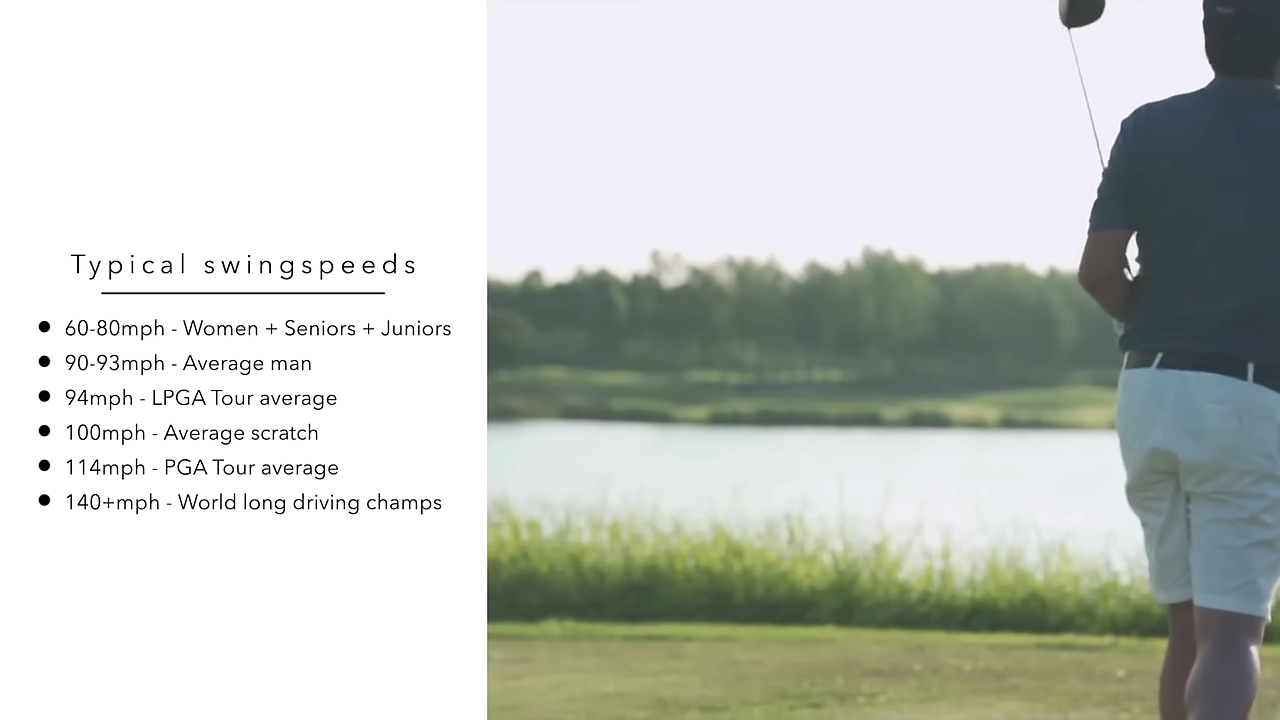 Typical swingspeeds
60-80mph - Women + Seniors + Juniors
90-93mph - Average man
94mph - LPGA Tour average
100mph - Average scratch
114mph - PGA Tour average
140+mph - World long driving champs